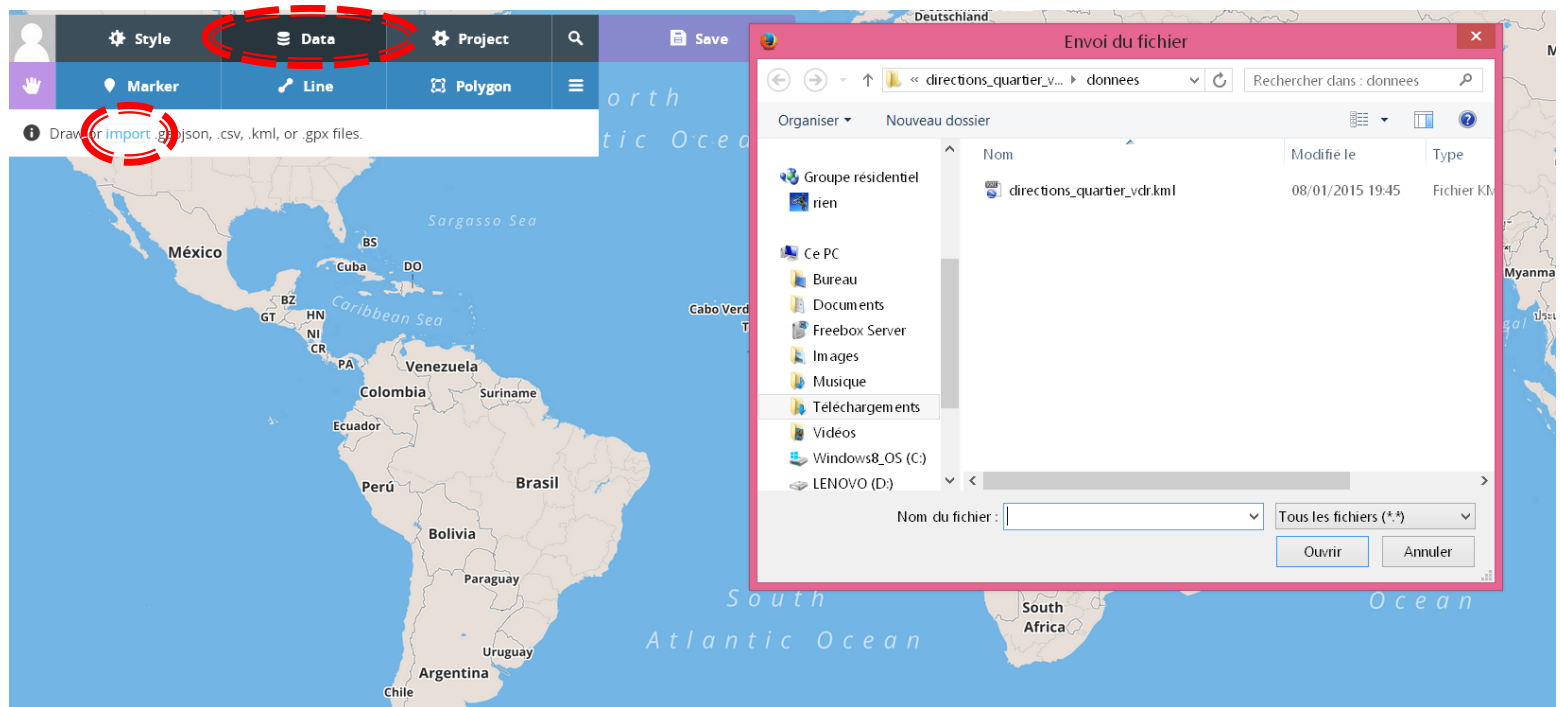 Deutschland
Style
Data
Project
Save
Marker
Line
Polygon
Draw or import .geojson, .csv, .kml, or .gpx files.
orth
tic Ocea
Sargasso Sea
México
BS
Cuba
DO
BZ
Caribbean Sea
GT
HN
NI
CR
PA
Venezuela
Colombia
Suriname
Ecuador
Perú
Brasil
Bolivia
Paraguay
Uruguay
Argentina
Chile
Cabo Verd
South
Atlantic Ocean
South
Africa
Ocean
Myanma
gal
Envoi du fichier
« directions_quartier_v... donnees
Rechercher dans : donnees
Organiser
Nouveau dossier
Nom
Modifié le
Type
Groupe résidentiel
rien
directions_quartier_vdr.kml
08/01/2015 19:45
Fichier KM
Ce PC
Bureau
Documents
Freebox Server
Images
Musique
Téléchargements
Vidéos
Windows8_OS (C:)
LENOVO (D:)
Nom du fichier :
Tous les fichiers (*.*)
Ouvrir
Annuler